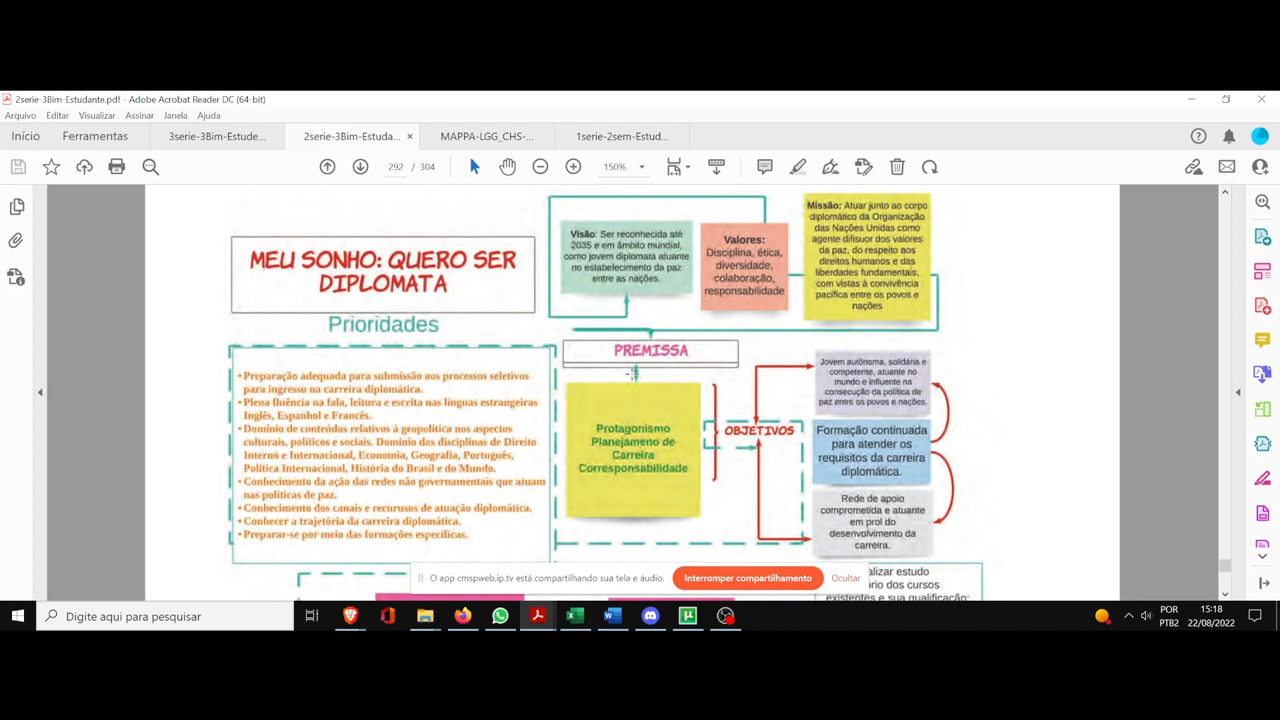 2serie-3Bim-Estudante.pdf - Adobe Acrobat Reader DC (64-bit)
Arquivo Editar Visualizar Assinar Janela Ajuda
Início Ferramentas 3serie-3Bim-Estude... 2serie-3Bim-Estuda... × MAPPA-LGG_CHS-... 1serie-2sem-Estud...
292 / 304 150%
MEU SONHO: QUERO SER
DIPLOMATA
Visão: Ser reconhecida até
2035 e em âmbito mundial,
como jovem diplomata atuante
no estabelecimento da paz
entre as nações.
Valores:
Disciplina, ética,
diversidade,
colaboração,
responsabilidade
Missão: Atuar junto ao corpo
diplomático da Organização
das Nações Unidas como
agente difusor dos valores
da paz, do respeito aos
direitos humanos e das
liberdades fundamentais,
com vistas à convivência
pacífica entre os povos e
nações
Prioridades
• Preparação adequada para submissão aos processos seletivos
para ingresso na carreira diplomática.
• Plena fluência na fala, leitura e escrita nas línguas estrangeiras
Inglês, Espanhol e Francês.
• Domínio de conteúdos relativos à geopolítica nos aspectos
culturais, políticos e sociais. Domínio das disciplinas de Direito
Interno e Internacional, Economia, Geografia, Português,
Política Internacional, História do Brasil e do Mundo.
• Conhecimento da ação das redes não governamentais que atuam
nas políticas de paz.
• Conhecimento dos canais e recurusos de atuação diplomática.
• Conhecer a trajetória da carreira diplomática.
• Preparar-se por meio das formações específicas.
PREMISSA
Protagonismo
Planejameno de
Carreira
Corresponsabilidade
OBJETIVOS
Jovem autônoma, solidária e
competente, atuante no
mundo e influente na
consecução da política de
paz entre os povos e nações.
Formação continuada
para atender os
requisitos da carreira
diplomática.
Rede de apoio
comprometida e atuante
em prol do
desenvolvimento da
carreira.
alizar estudo
ório dos cursos
existentes e sua qualificação;
O app cmspweb.ip.tv está compartilhando sua tela e áudio. Interromper compartilhamento Ocultar
Digite aqui para pesquisar
POR
PTB2
15:18
22/08/2022